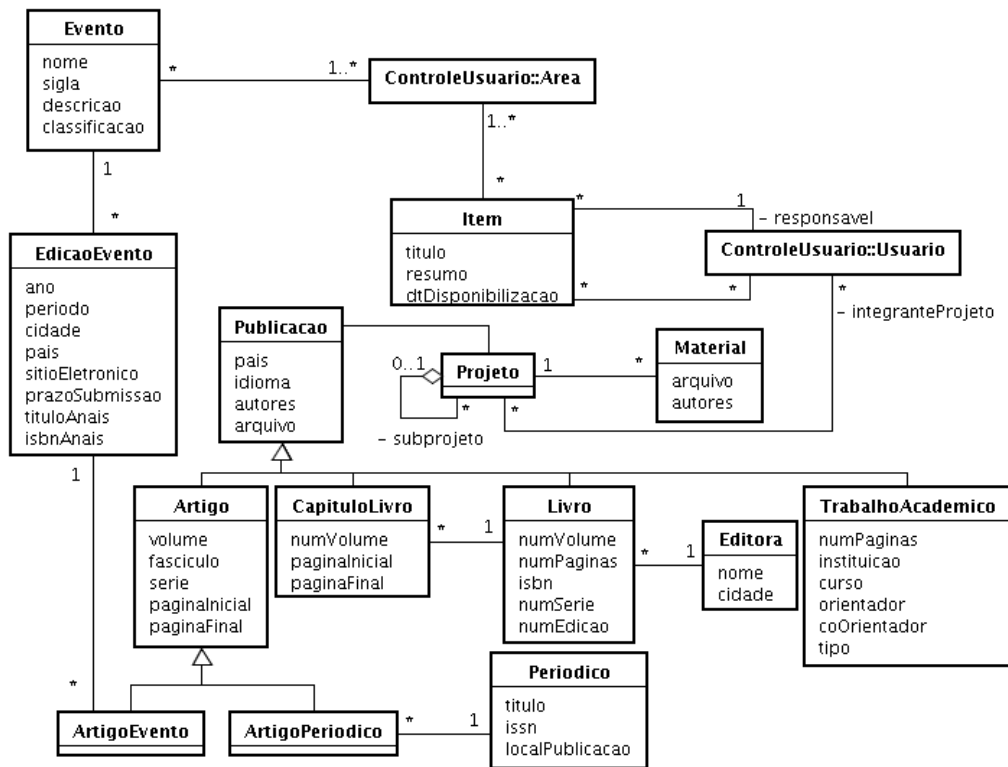 Evento
nome
sigla
descricao
classificacao
*
1..*
ControleUsuario::Area
1
*
1..*
*
Item
titulo
resumo
dtDisponibilizacao
*
1
– responsavel
ControleUsuario::Usuario
*
*
*
– integranteProjeto
EdicaoEvento
ano
periodo
cidade
pais
sitioEletronico
prazoSubmissao
tituloAnais
isbnAnais
1
*
Publicacao
pais
idioma
autores
arquivo
0..1
Projeto
*
– subprojeto
1
*
*
Material
arquivo
autores
Artigo
volume
fasciculo
serie
paginaInicial
paginaFinal
CapituloLivro
numVolume
paginaInicial
paginaFinal
*
1
Livro
numVolume
numPaginas
isbn
numSerie
numEdicao
*
1
Editora
nome
cidade
TrabalhoAcademico
numPaginas
instituicao
curso
orientador
coOrientador
tipo
ArtigoEvento
ArtigoPeriodico
*
1
Periodico
titulo
issn
localPublicacao